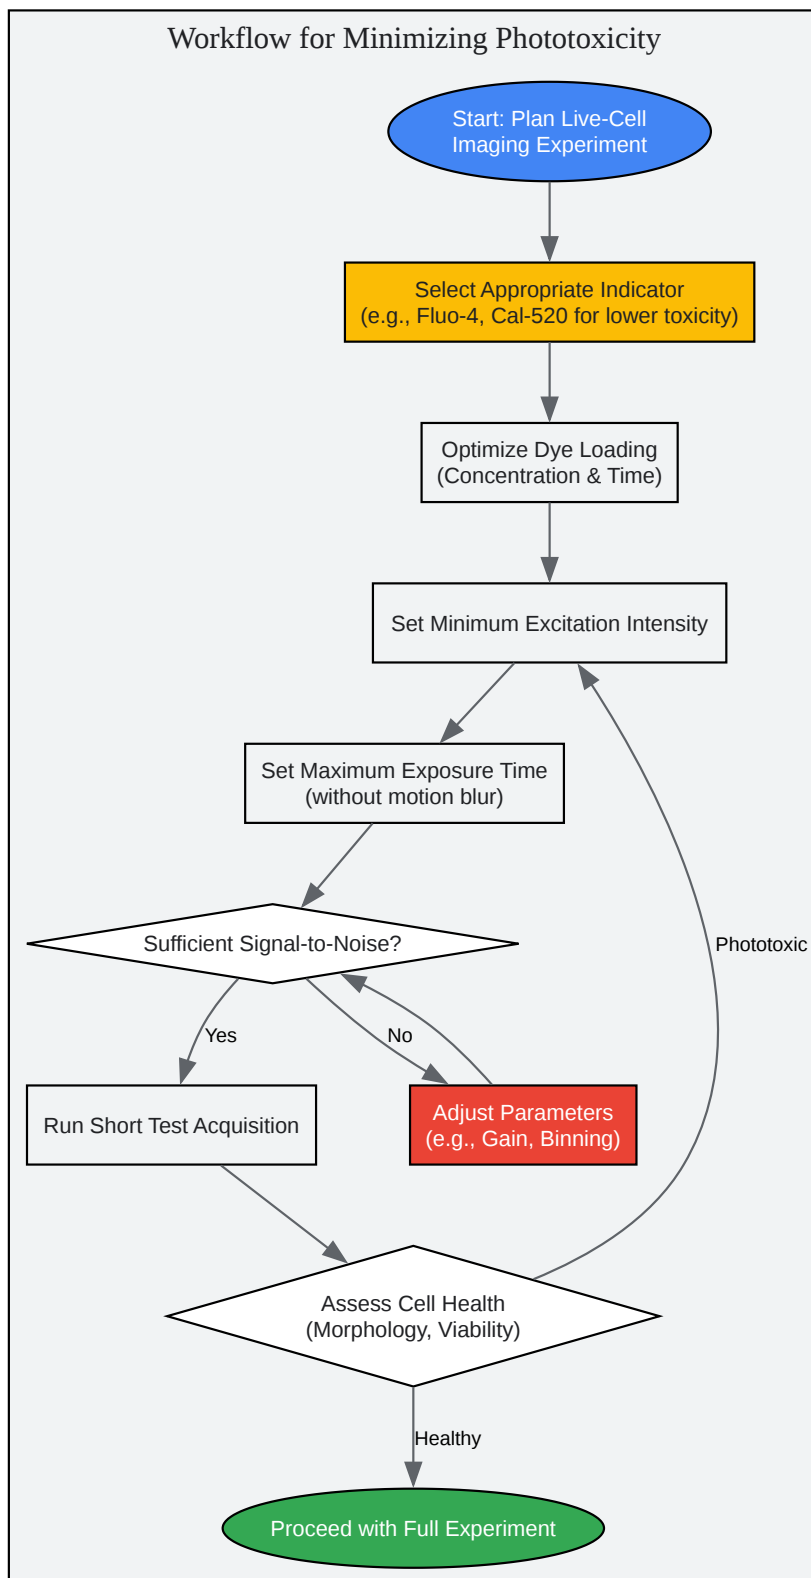 Workflow for Minimizing Phototoxicity
Start: Plan Live-Cell
Imaging Experiment
Select Appropriate Indicator
(e.g., Fluo-4, Cal-520 for lower toxicity)
Optimize Dye Loading
(Concentration & Time)
Set Minimum Excitation Intensity
Set Maximum Exposure Time
(without motion blur)
Sufficient Signal-to-Noise?
Phototoxic
Yes
No
Run Short Test Acquisition
Adjust Parameters
(e.g., Gain, Binning)
Assess Cell Health
(Morphology, Viability)
Healthy
Proceed with Full Experiment